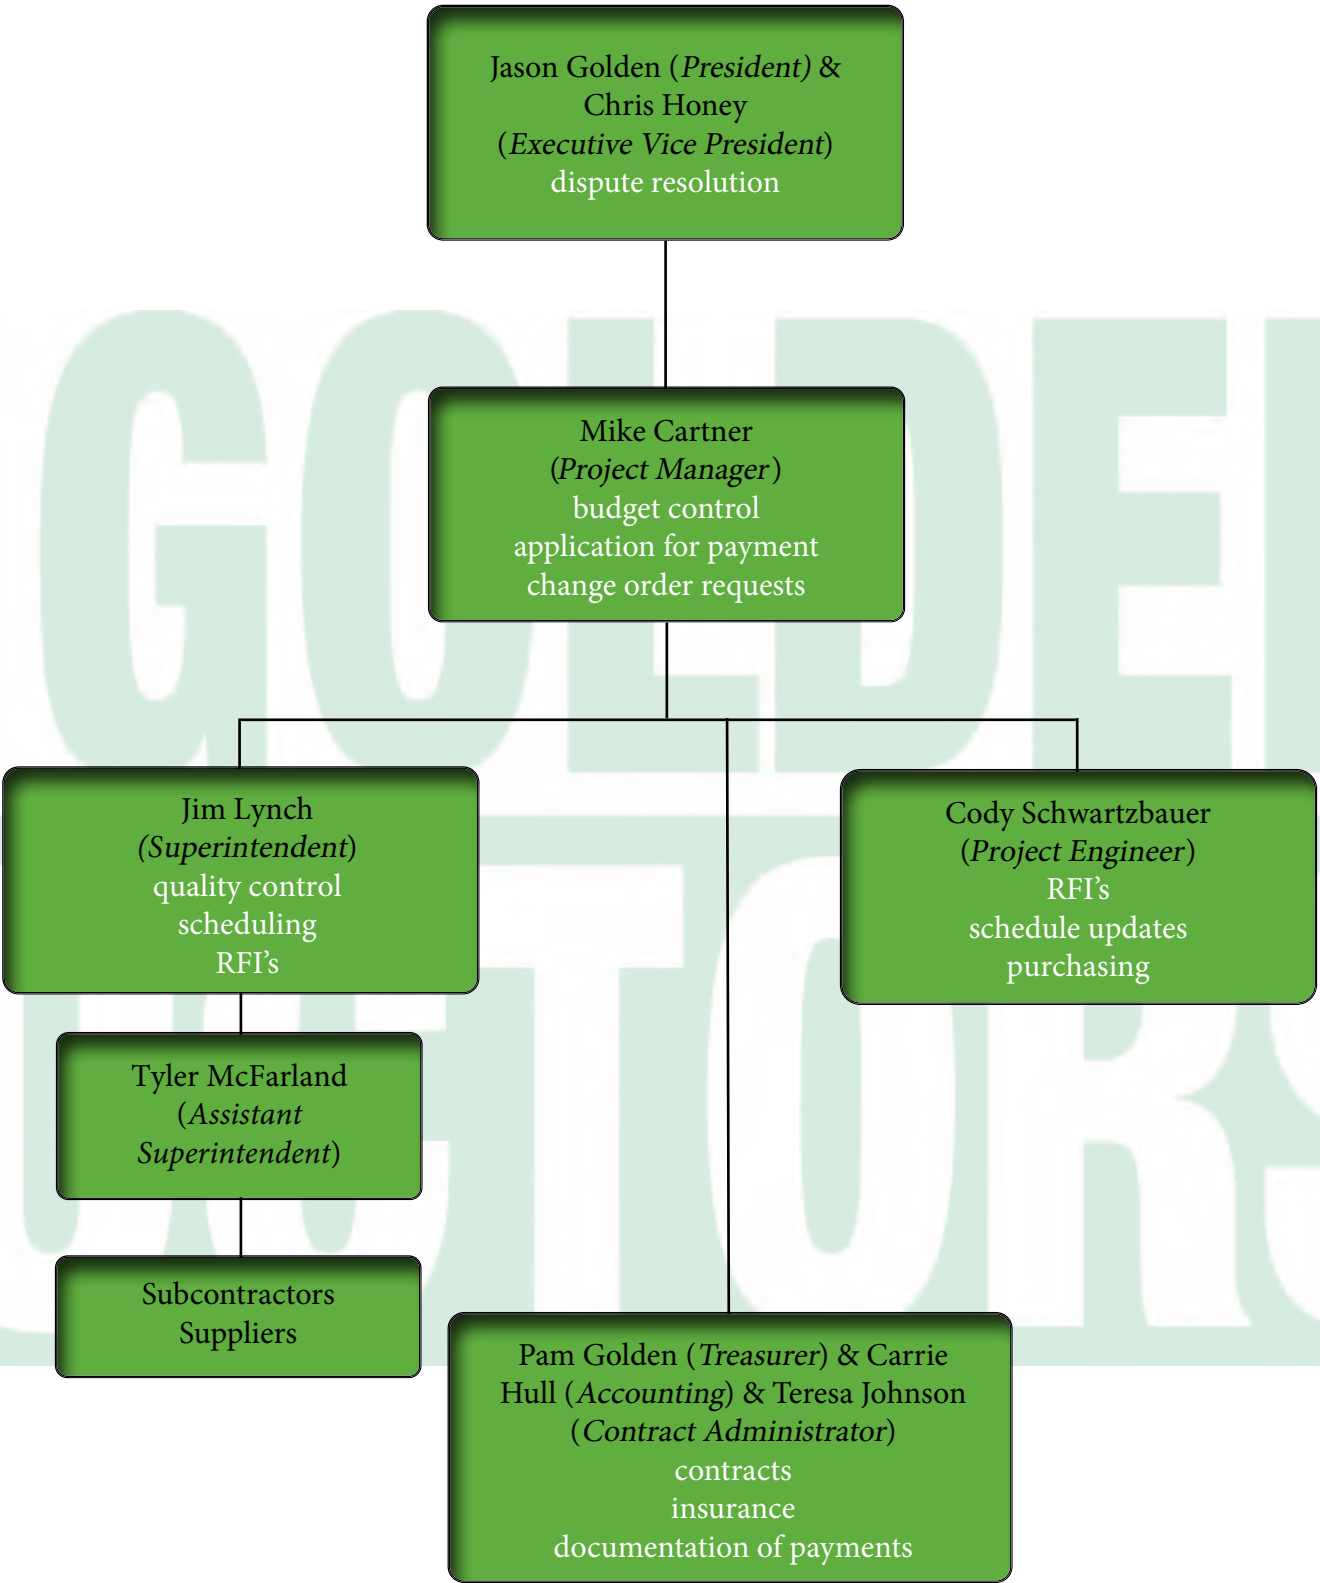 Jason Golden (President) &
Chris Honey
(Executive Vice President)
dispute resolution
Mike Cartner
(Project Manager)
budget control
application for payment
change order requests
Jim Lynch
(Superintendent)
quality control
scheduling
RFI's
Cody Schwartzbauer
(Project Engineer)
RFI's
schedule updates
purchasing
Tyler McFarland
(Assistant
Superintendent)
Subcontractors
Suppliers
Pam Golden (Treasurer) & Carrie
Hull (Accounting) & Teresa Johnson
(Contract Administrator)
contracts
insurance
documentation of payments